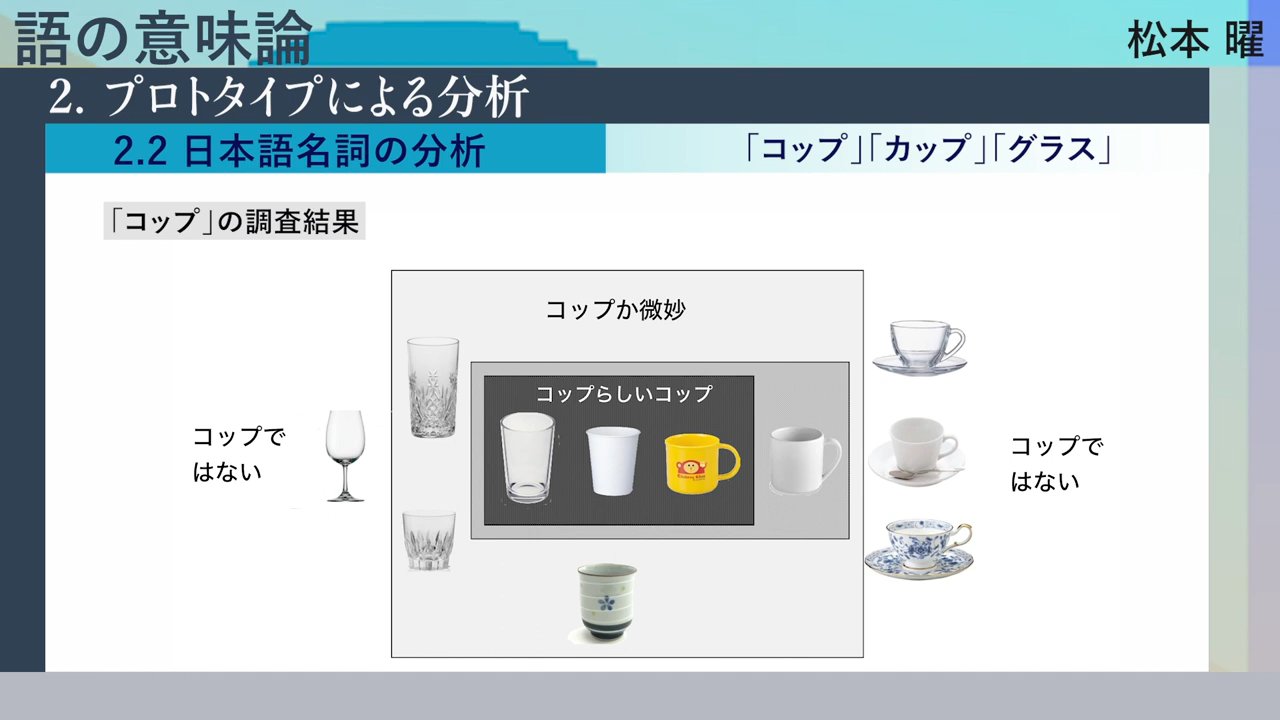 語の意味論
松本 曜
2. プロトタイプによる分析
2.2 日本語名詞の分析
「コップ」「カップ」「グラス」
「コップ」の調査結果
コップか微妙
コップらしいコップ
コップで
はない
コップで
はない